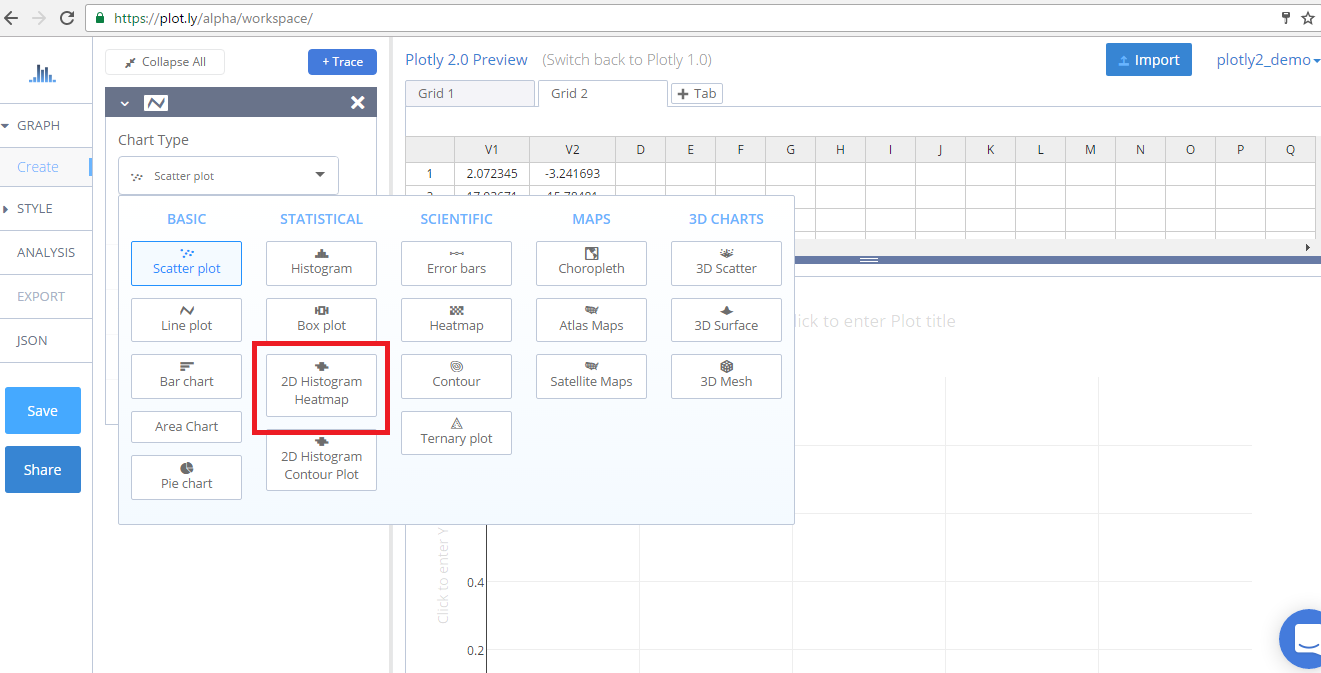 https://plot.ly/alpha/workspace/
Collapse All
+ Trace
Plotly 2.0 Preview (Switch back to Plotly 1.0)
Import
plotly2_demo
Grid 1
Grid 2
+ Tab
GRAPH
Create
STYLE
ANALYSIS
EXPORT
JSON
Save
Share
Chart Type
Scatter plot
V1 V2 D E F G H I J K L M N O P Q
1 2.072345 -3.241693
BASIC
Scatter plot
Line plot
Bar chart
Area Chart
Pie chart
STATISTICAL
Histogram
Box plot
2D Histogram
Heatmap
2D Histogram
Contour Plot
SCIENTIFIC
Error bars
Heatmap
Contour
Ternary plot
MAPS
Choropleth
Atlas Maps
Satellite Maps
3D CHARTS
3D Scatter
3D Surface
3D Mesh
lick to enter Plot title
Click to enter Y
0.4
0.2